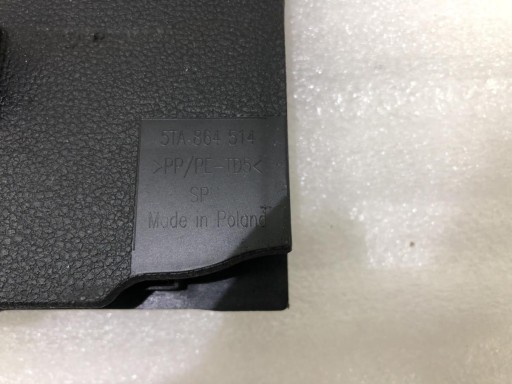 5TA 864 514
>PP/PE-TD5<
SP
Made in Poland